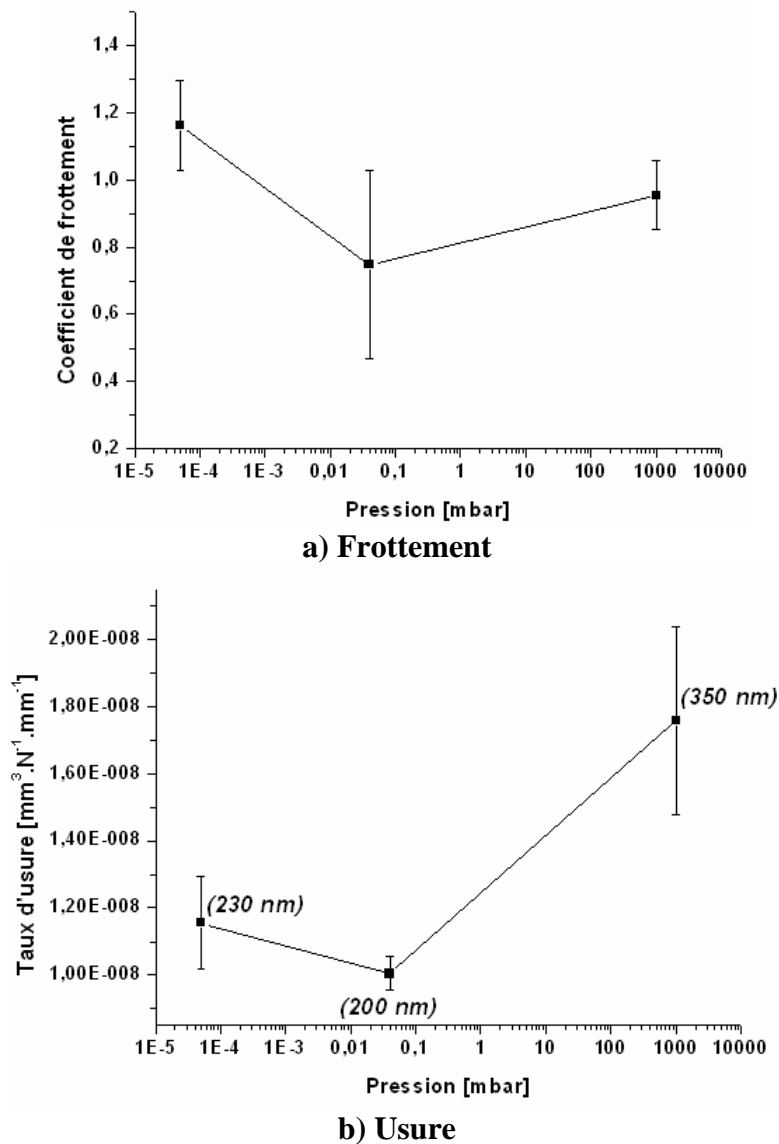 1,4
1,2
1,0
0,8
0,6
0,4
0,2
Coefficient de frottement
1E-5 1E-4 1E-3 0,01 0,1 1 10 100 1000 10000
Pression [mbar]
a) Frottement
2,00E-008
1,80E-008
1,60E-008
1,40E-008
1,20E-008
1,00E-008
Taux d'usure [mm³.N⁻¹.mm⁻¹]
(350 nm)
(230 nm)
(200 nm)
1E-5 1E-4 1E-3 0,01 0,1 1 10 100 1000 10000
Pression [mbar]
b) Usure